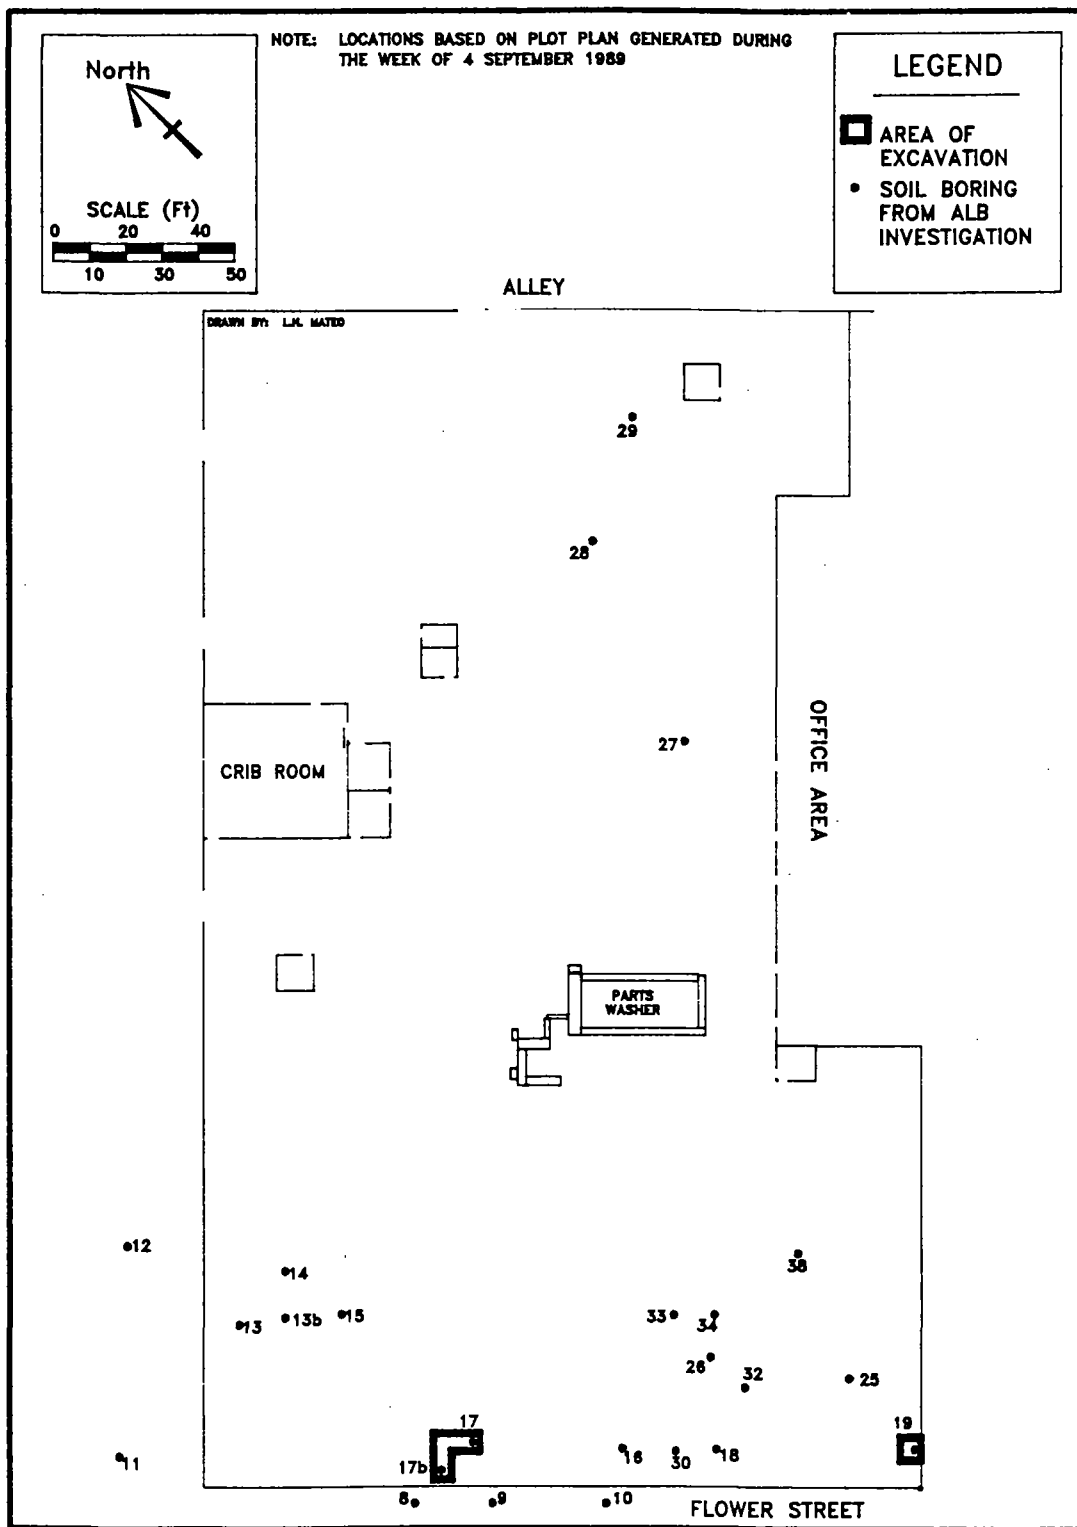 NOTE: LOCATIONS BASED ON PLOT PLAN GENERATED DURING
THE WEEK OF 4 SEPTEMBER 1989
North
SCALE (Ft)
0 20 40
10 30 50
LEGEND
AREA OF
EXCAVATION
SOIL BORING
FROM ALB
INVESTIGATION
ALLEY
DRAWN BY: L.M. MATEO
29
28
27
CRIB ROOM
OFFICE AREA
PARTS
WASHER
12
14
38
13 13b 15
33 34
26
32
25
17
19
11
17b
16 30 18
8 9 10
FLOWER STREET